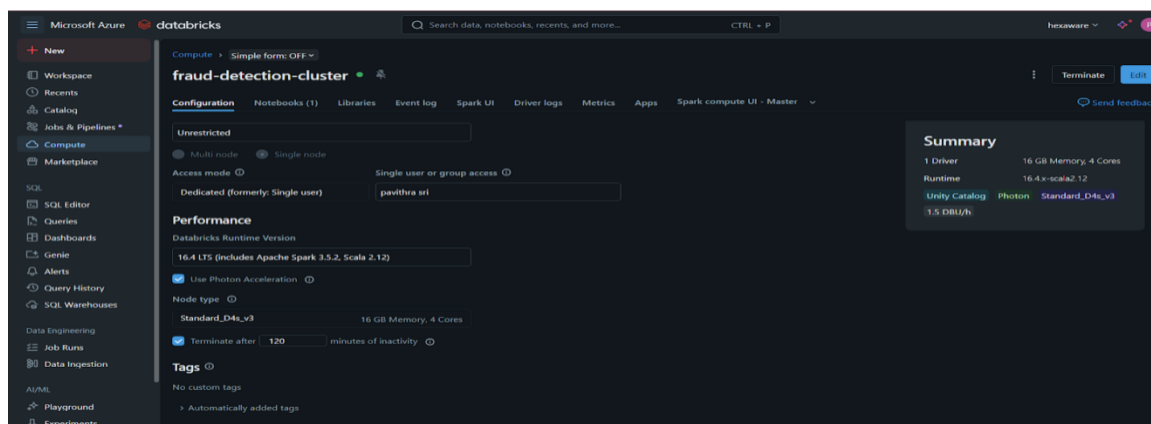 Microsoft Azure databricks Search data, notebooks, recents, and more... CTRL + P hexaware
New
Workspace
Recents
Catalog
Jobs & Pipelines
Compute
Marketplace
SQL
SQL Editor
Queries
Dashboards
Genie
Alerts
Query History
SQL Warehouses
Data Engineering
Job Runs
Data Ingestion
AI/ML
Playground
Experiments
Compute > Simple form: OFF
fraud-detection-cluster
Terminate Edit
Configuration Notebooks (1) Libraries Event log Spark UI Driver logs Metrics Apps Spark compute UI - Master
Send feedbac
Unrestricted
Multi node Single node
Access mode Single user or group access
Dedicated (formerly: Single user) pavithra sri
Performance
Databricks Runtime Version
16.4 LTS (includes Apache Spark 3.5.2, Scala 2.12)
Use Photon Acceleration
Node type
Standard_D4s_v3 16 GB Memory, 4 Cores
Terminate after 120 minutes of inactivity
Tags
No custom tags
> Automatically added tags
Summary
1 Driver 16 GB Memory, 4 Cores
Runtime 16.4.x-scala2.12
Unity Catalog Photon Standard_D4s_v3
1.5 DBU/h